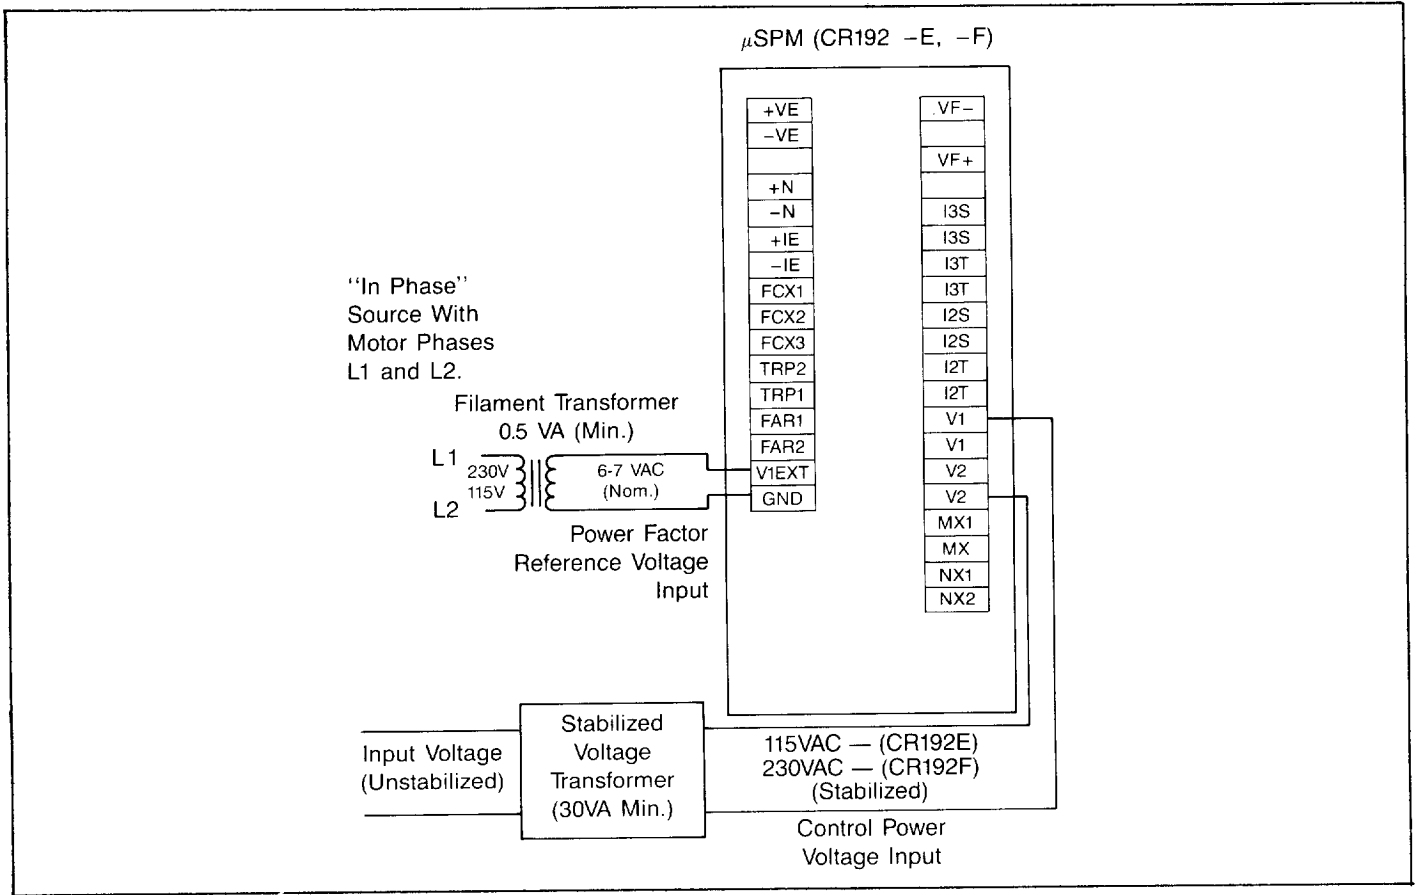 μSPM (CR192 –E, –F)
+VE
–VE
+N
–N
+IE
–IE
FCX1
FCX2
FCX3
TRP2
TRP1
FAR1
FAR2
V1EXT
GND
VF–
VF+
I3S
I3S
I3T
I3T
I2S
I2S
I2T
I2T
V1
V1
V2
V2
MX1
MX
NX1
NX2
"In Phase"
Source With
Motor Phases
L1 and L2.
Filament Transformer
0.5 VA (Min.)
L1
230V
115V
L2
6-7 VAC
(Nom.)
Power Factor
Reference Voltage
Input
Input Voltage
(Unstabilized)
Stabilized
Voltage
Transformer
(30VA Min.)
115VAC — (CR192E)
230VAC — (CR192F)
(Stabilized)
Control Power
Voltage Input